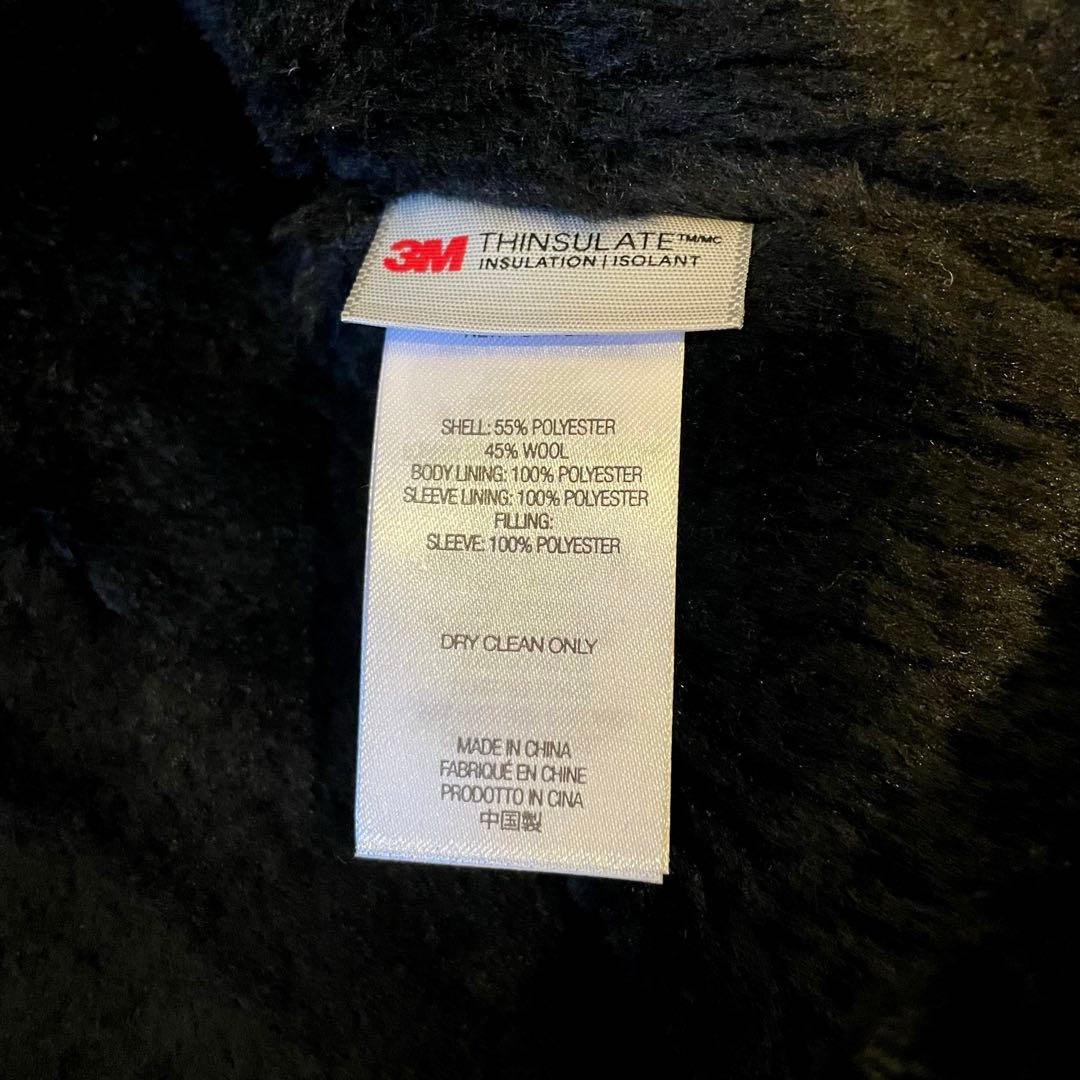 3M THINSULATE™/MC
INSULATION | ISOLANT
SHELL: 55% POLYESTER
45% WOOL
BODY LINING: 100% POLYESTER
SLEEVE LINING: 100% POLYESTER
FILLING:
SLEEVE: 100% POLYESTER
DRY CLEAN ONLY
MADE IN CHINA
FABRIQUÉ EN CHINE
PRODOTTO IN CINA
中国製